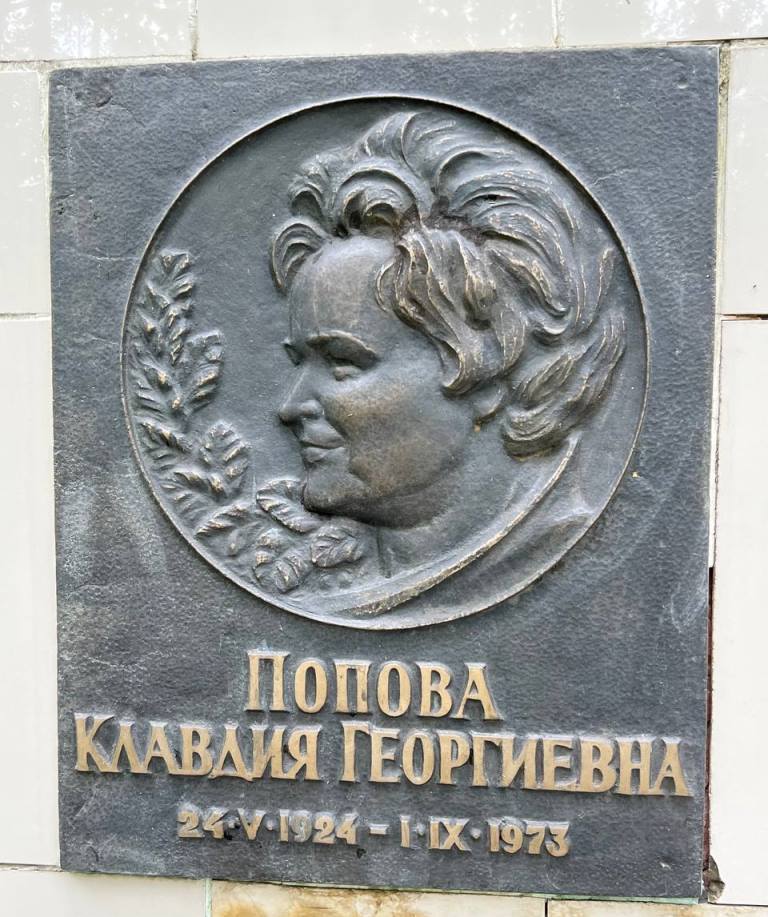 ПОПОВА
КЛАВДИЯ ГЕОРГИЕВНА
24·V·1924 – I·IX·1973